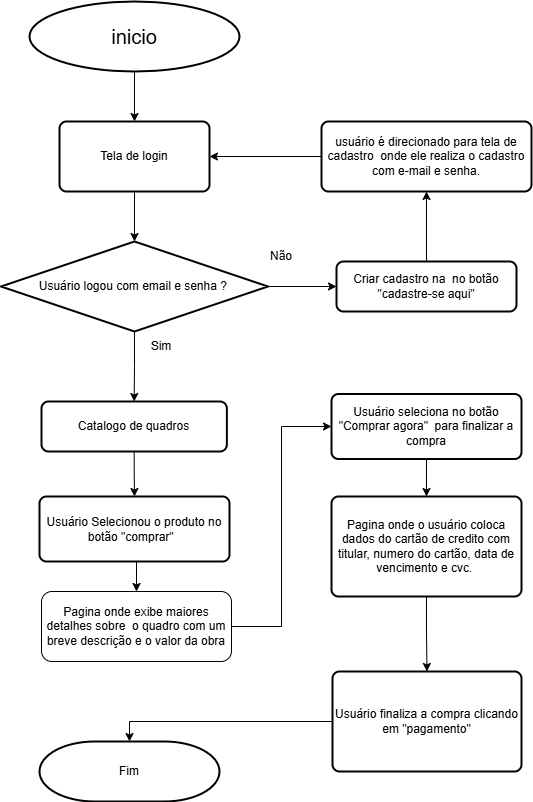 inicio
Tela de login
usuário é direcionado para tela de
cadastro onde ele realiza o cadastro
com e-mail e senha.
Usuário logou com email e senha ?
Não
Criar cadastro na no botão
"cadastre-se aqui"
Sim
Catalogo de quadros
Usuário Selecionou o produto no
botão "comprar"
Pagina onde exibe maiores
detalhes sobre o quadro com um
breve descrição e o valor da obra
Usuário seleciona no botão
"Comprar agora" para finalizar a
compra
Pagina onde o usuário coloca
dados do cartão de credito com
titular, numero do cartão, data de
vencimento e cvc.
Usuário finaliza a compra clicando
em "pagamento"
Fim